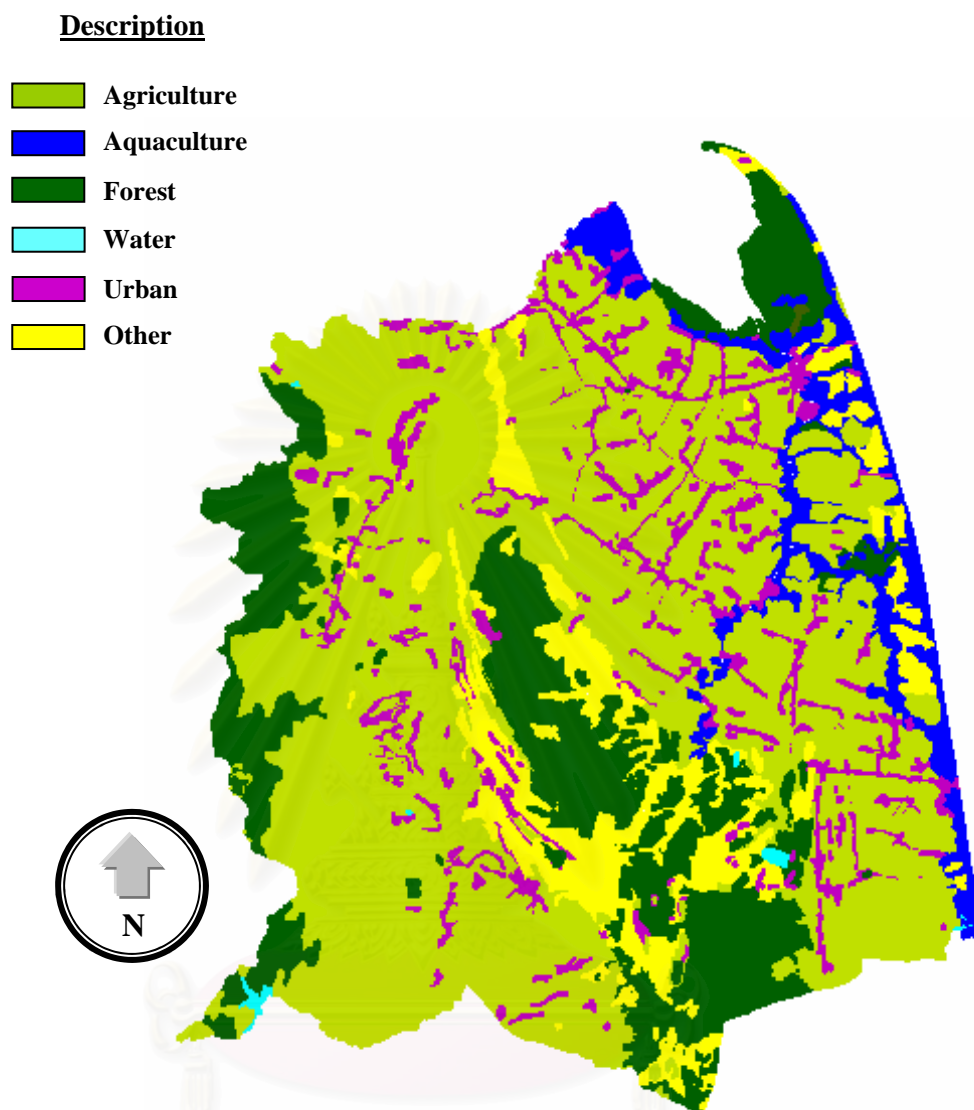 Description
Agriculture
Aquaculture
Forest
Water
Urban
Other
N